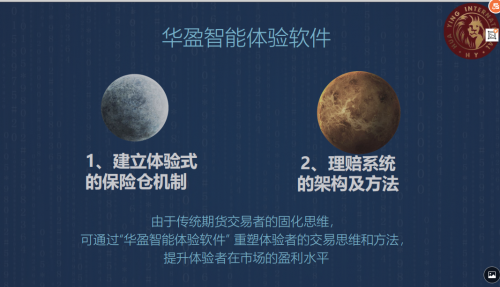 华盈智能体验软件
1、建立体验式
的保险仓机制
2、理赔系统
的架构及方法
由于传统期货交易者的固化思维，
可通过“华盈智能体验软件” 重塑体验者的交易思维和方法，
提升体验者在市场的盈利水平